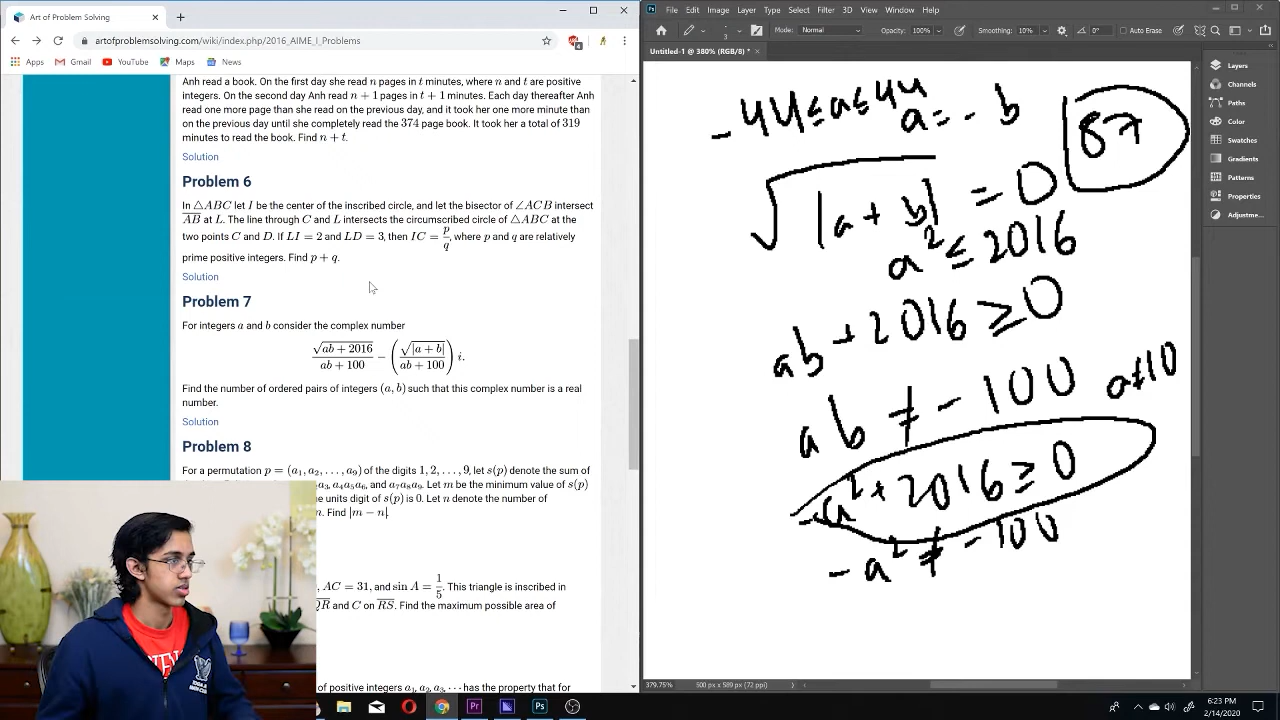 Art of Problem Solving
artofproblemsolving.com/wiki/index.php/2016_AIME_I_Problems
Apps Gmail YouTube Maps News
Anh read a book. On the first day she read n pages in t minutes, where n and t are positive
integers. On the second day Anh read n + 1 pages in t + 1 minutes. Each day thereafter Anh
read one more page than she read on the previous day, and it took her one more minute than
on the previous day until she completely read the 374 page book. It took her a total of 319
minutes to read the book. Find n + t.
Solution
Problem 6
In △ABC let I be the center of the inscribed circle, and let the bisector of ∠ACB intersect
AB at L. The line through C and L intersects the circumscribed circle of △ABC at the
two points C and D. If LI = 2 and LD = 3, then IC = p/q, where p and q are relatively
prime positive integers. Find p + q.
Solution
Problem 7
For integers a and b consider the complex number
√(ab + 2016)/(ab + 100) − (√|a + b|/(ab + 100)) i.
Find the number of ordered pairs of integers (a, b) such that this complex number is a real
number.
Solution
Problem 8
For a permutation p = (a₁, a₂, . . . , a₉) of the digits 1, 2, . . . , 9, let s(p) denote the sum of
a₃, a₄a₅a₆, and a₇a₈a₉. Let m be the minimum value of s(p)
units digit of s(p) is 0. Let n denote the number of
Find |m − n|.
, AC = 31, and sin A = 1/5. This triangle is inscribed in
QR and C on RS. Find the maximum possible area of
of positive integers a₁, a₂, a₃, · · · has the property that for
File Edit Image Layer Type Select Filter 3D View Window Help
3 Mode: Normal Opacity: 100% Smoothing: 10% 0° Auto Erase
Untitled-1 @ 380% (RGB/8) *
-44≤a≤44
a=-b
87
√|a+b| = 0
a² ≤ 2016
ab+2016 ≥ 0
ab ≠ -100
a≠10
-a²+2016 ≥ 0
-a² ≠ -100
Layers
Channels
Paths
Color
Swatches
Gradients
Patterns
Properties
Adjustme...
379.75% 500 px x 589 px (72 ppi)
6:23 PM
2/14/2020